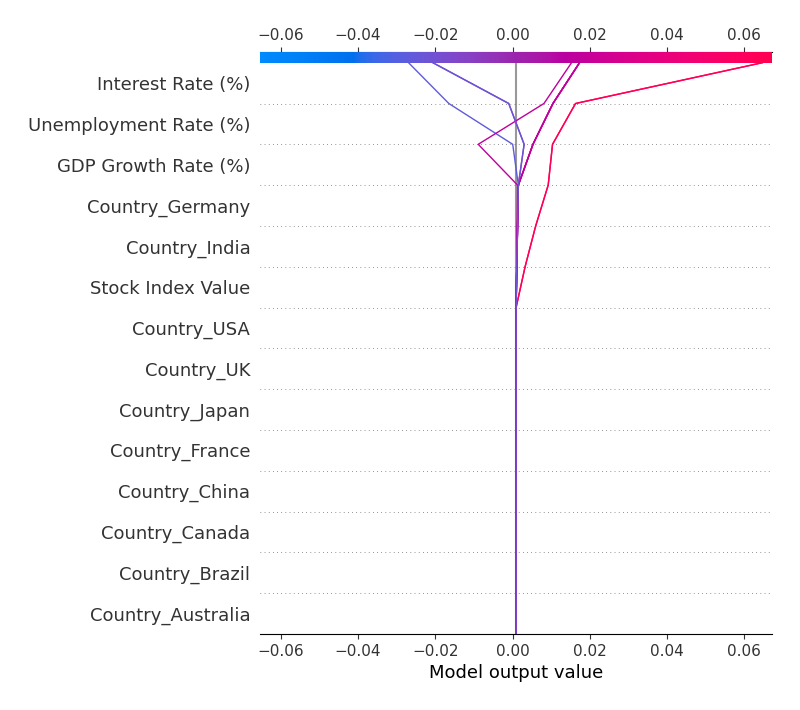 −0.06 −0.04 −0.02 0.00 0.02 0.04 0.06
Interest Rate (%)
Unemployment Rate (%)
GDP Growth Rate (%)
Country_Germany
Country_India
Stock Index Value
Country_USA
Country_UK
Country_Japan
Country_France
Country_China
Country_Canada
Country_Brazil
Country_Australia
−0.06 −0.04 −0.02 0.00 0.02 0.04 0.06
Model output value